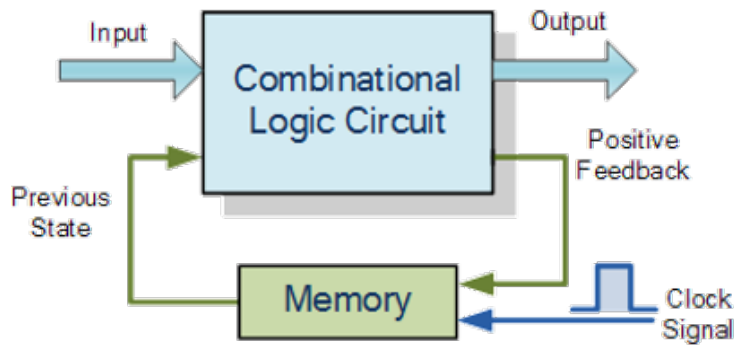 Input
Output
Combinational
Logic Circuit
Positive
Feedback
Previous
State
Memory
Clock
Signal